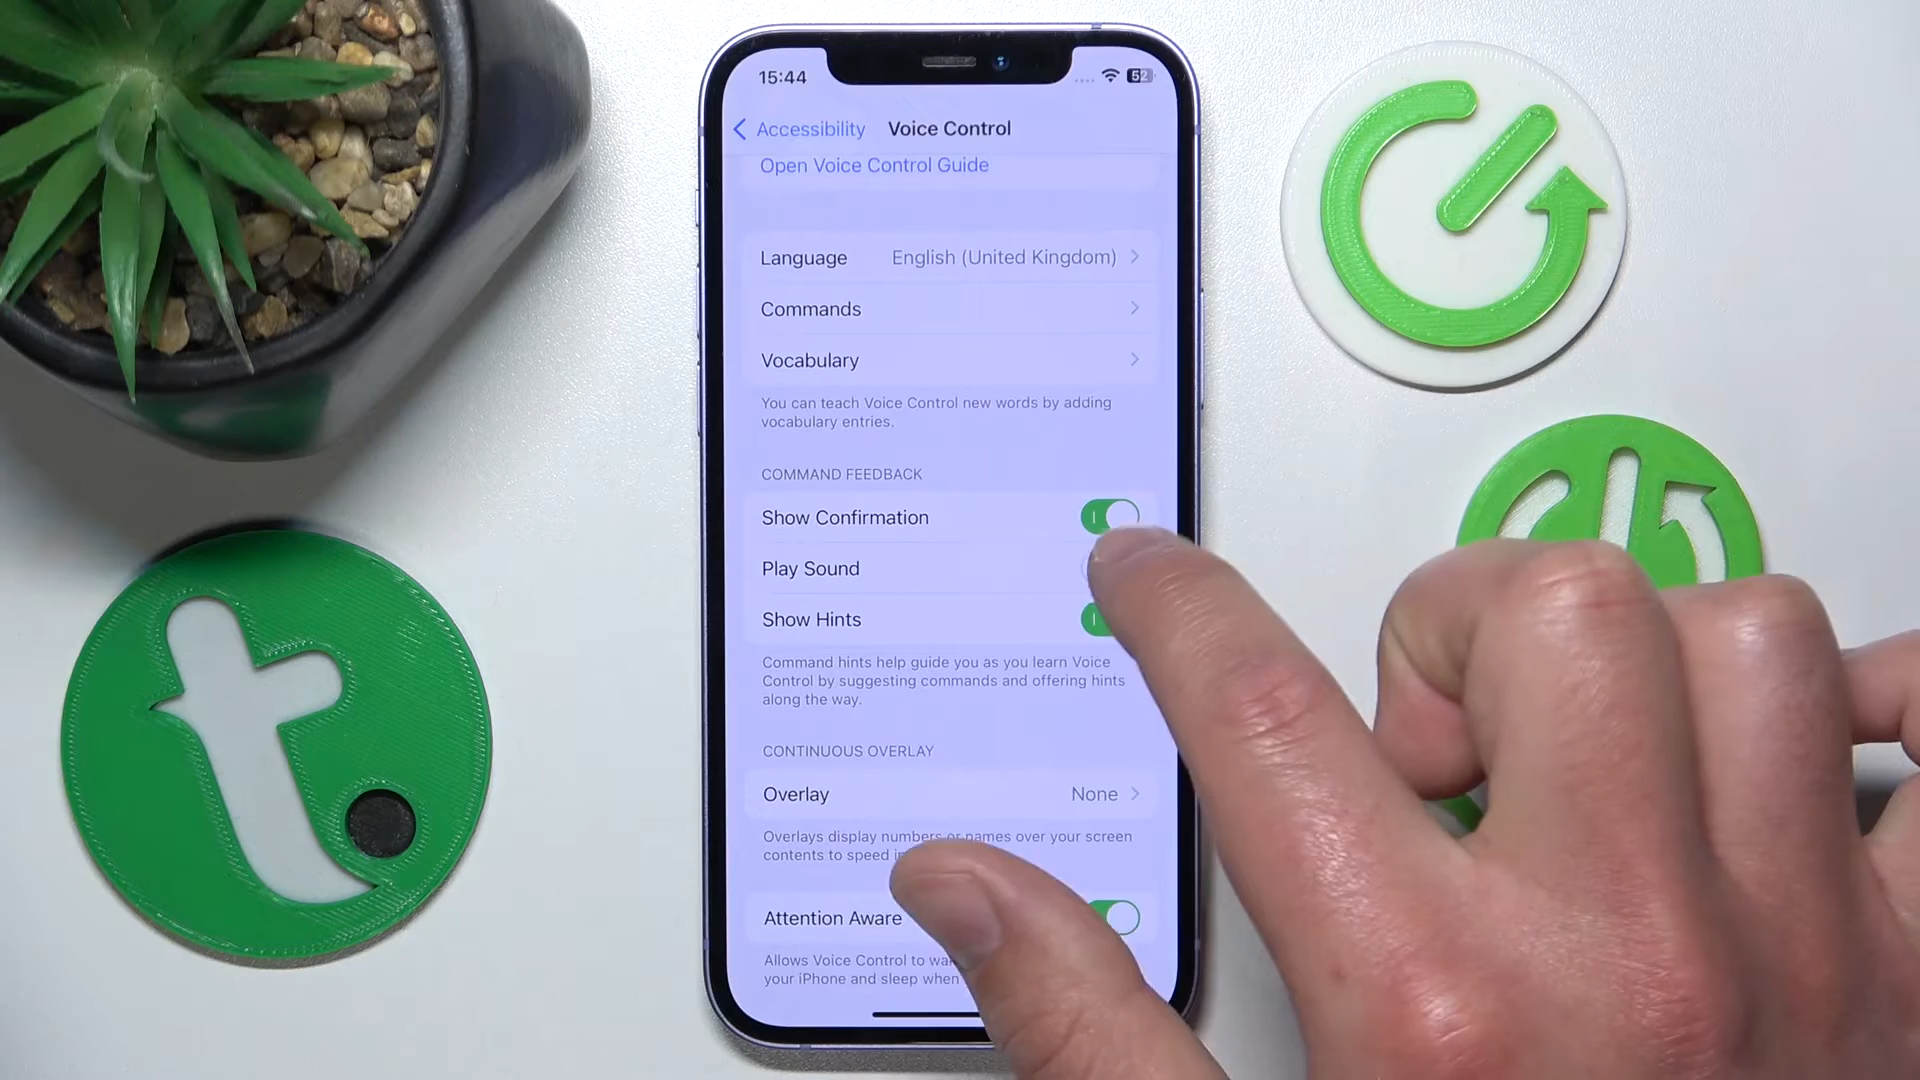 15:44
52
Accessibility
Voice Control
Open Voice Control Guide
Language
English (United Kingdom)
Commands
Vocabulary
You can teach Voice Control new words by adding
vocabulary entries.
COMMAND FEEDBACK
Show Confirmation
Play Sound
Show Hints
Command hints help guide you as you learn Voice
Control by suggesting commands and offering hints
along the way.
CONTINUOUS OVERLAY
Overlay
None
Overlays display numbers or names over your screen
contents to speed
Attention Aware
Allows Voice Control to
your iPhone and sleep when
t.